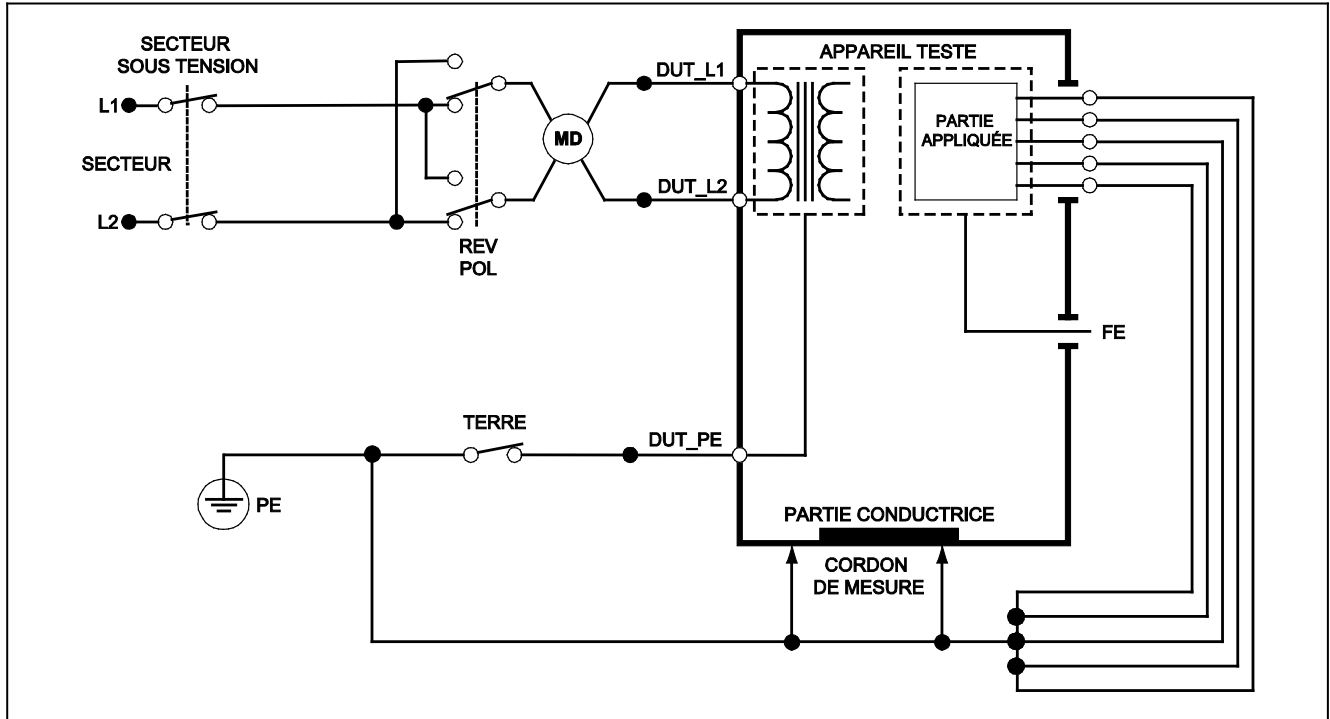 SECTEUR
SOUS TENSION
L1
SECTEUR
L2
REV
POL
MD
DUT_L1
DUT_L2
APPAREIL TESTE
PARTIE
APPLIQUÉE
FE
TERRE
DUT_PE
PE
PARTIE CONDUCTRICE
CORDON
DE MESURE